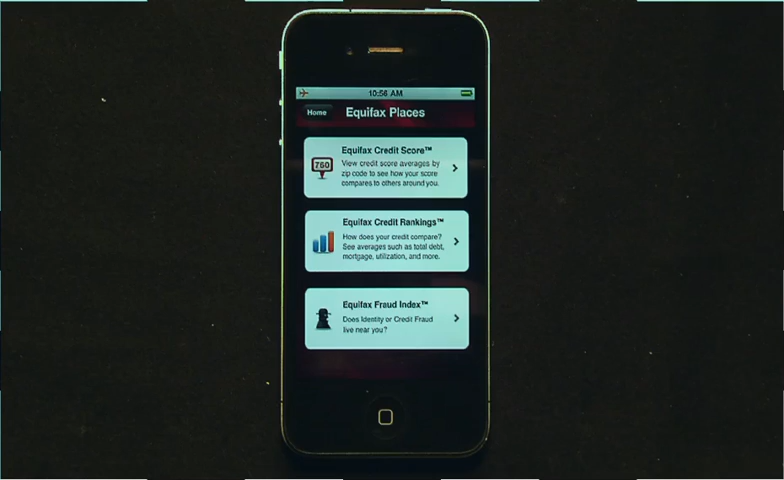 10:56 AM
Home
Equifax Places
Equifax Credit Score™
760
View credit score averages by
zip code to see how your score
compares to others around you.
Equifax Credit Rankings™
How does your credit compare?
See averages such as total debt,
mortgage, utilization, and more.
Equifax Fraud Index™
Does Identity or Credit Fraud
live near you?